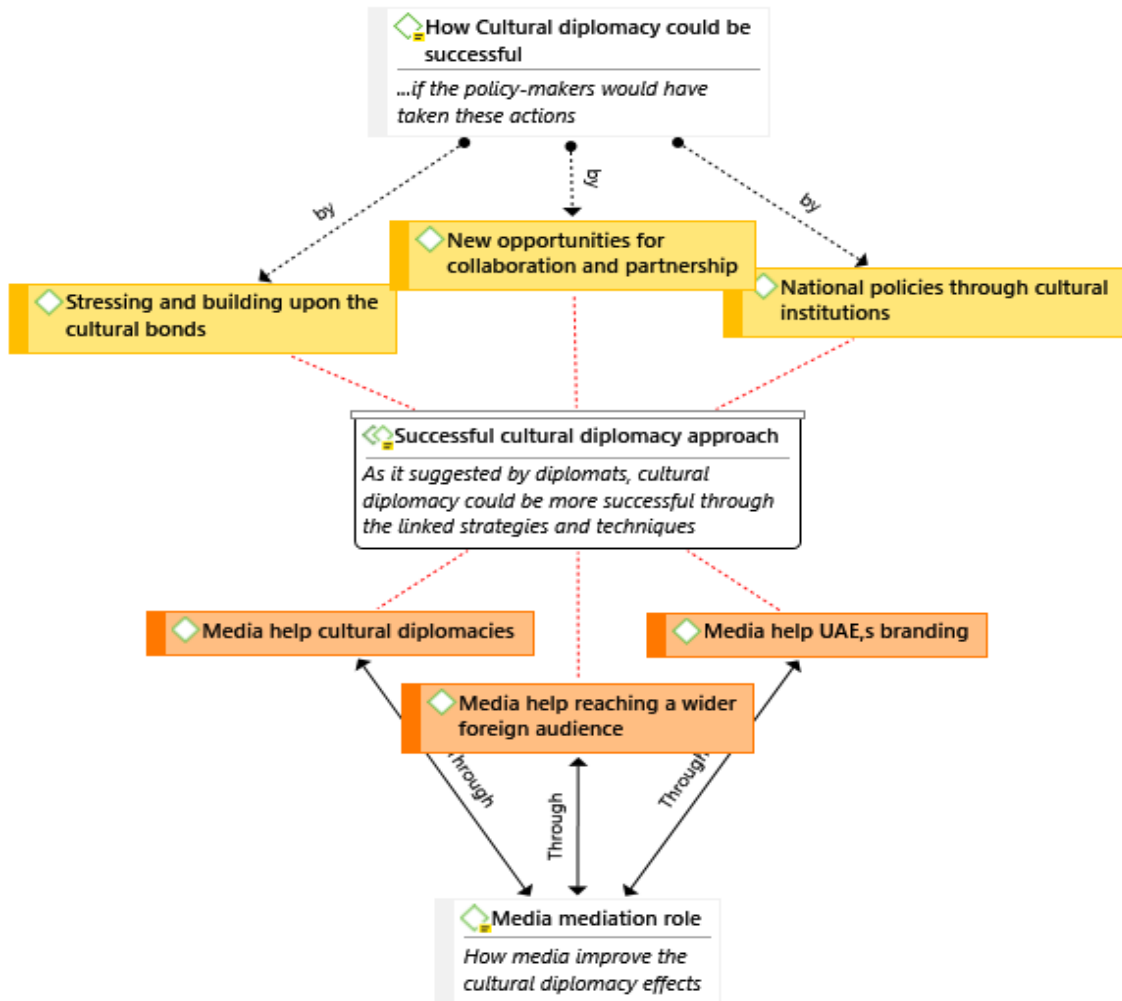 How Cultural diplomacy could be
successful
...if the policy-makers would have
taken these actions
by
by
by
New opportunities for
collaboration and partnership
Stressing and building upon the
cultural bonds
National policies through cultural
institutions
Successful cultural diplomacy approach
As it suggested by diplomats, cultural
diplomacy could be more successful through
the linked strategies and techniques
Media help cultural diplomacies
Media help UAE,s branding
Media help reaching a wider
foreign audience
Through
Through
Through
Media mediation role
How media improve the
cultural diplomacy effects